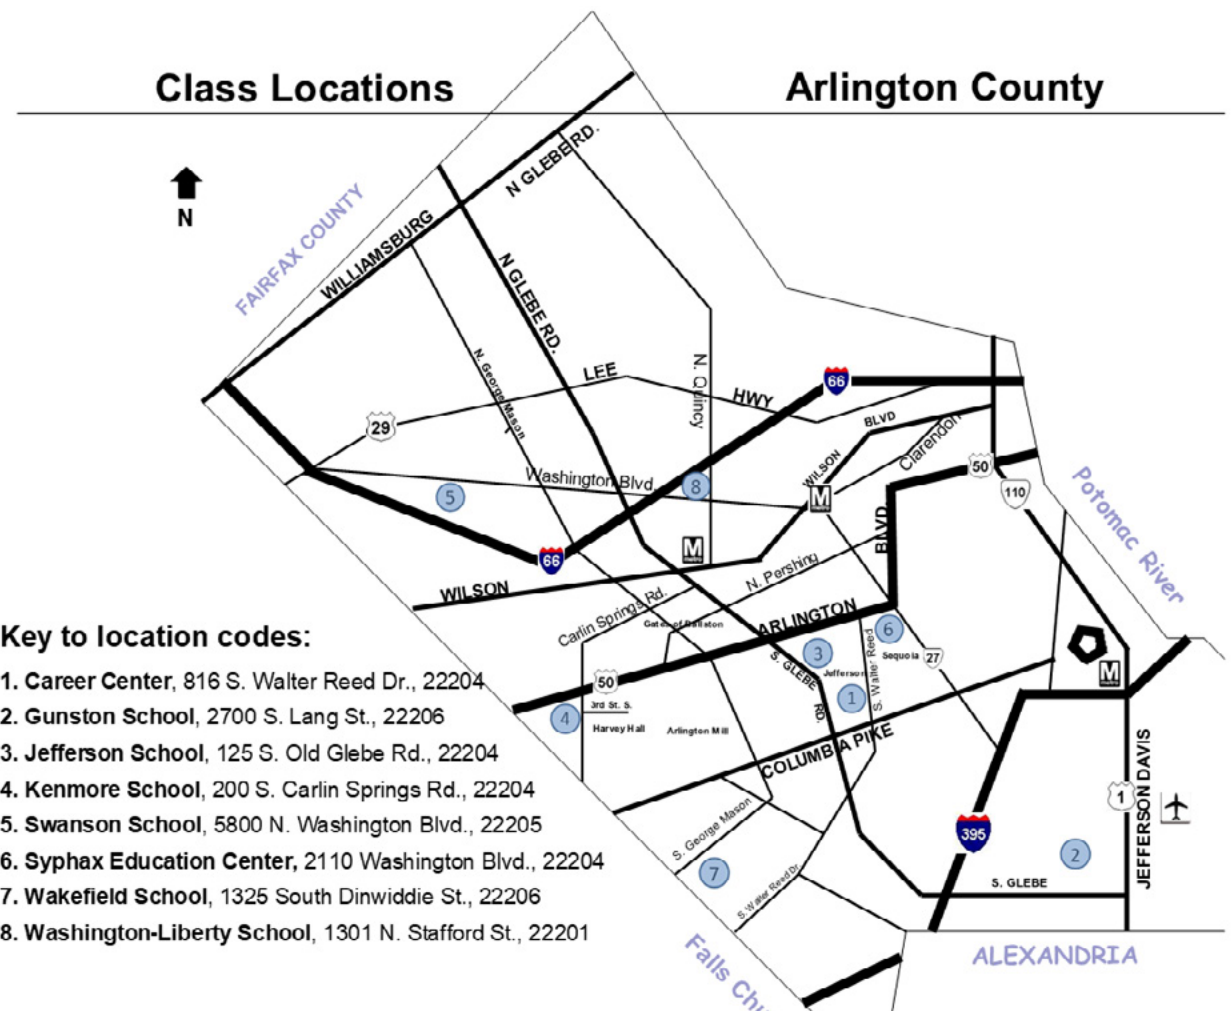 Class Locations
Arlington County
N
FAIRFAX COUNTY
WILLIAMSBURG
N GLEBE RD.
N GLEBE RD.
N. George Mason
LEE
HWY
N. Quincy
66
29
BLVD
WILSON
Clarendon
Washington Blvd.
5
8
M
50
110
Potomac River
BLVD.
66
M
WILSON
N. Pershing
Carlin Springs Rd.
Gates of Ballston
ARLINGTON
6
Sequoia
27
3
Jefferson
S. Walter Reed
S. GLEBE
RD.
1
50
3rd St. S.
4
Harvey Hall
Arlington Mill
COLUMBIA PIKE
M
JEFFERSON DAVIS
1
395
2
S. GLEBE
S. George Mason
7
S. Walter Reed Dr.
ALEXANDRIA
Falls
Key to location codes:
1. Career Center, 816 S. Walter Reed Dr., 22204
2. Gunston School, 2700 S. Lang St., 22206
3. Jefferson School, 125 S. Old Glebe Rd., 22204
4. Kenmore School, 200 S. Carlin Springs Rd., 22204
5. Swanson School, 5800 N. Washington Blvd., 22205
6. Syphax Education Center, 2110 Washington Blvd., 22204
7. Wakefield School, 1325 South Dinwiddie St., 22206
8. Washington-Liberty School, 1301 N. Stafford St., 22201